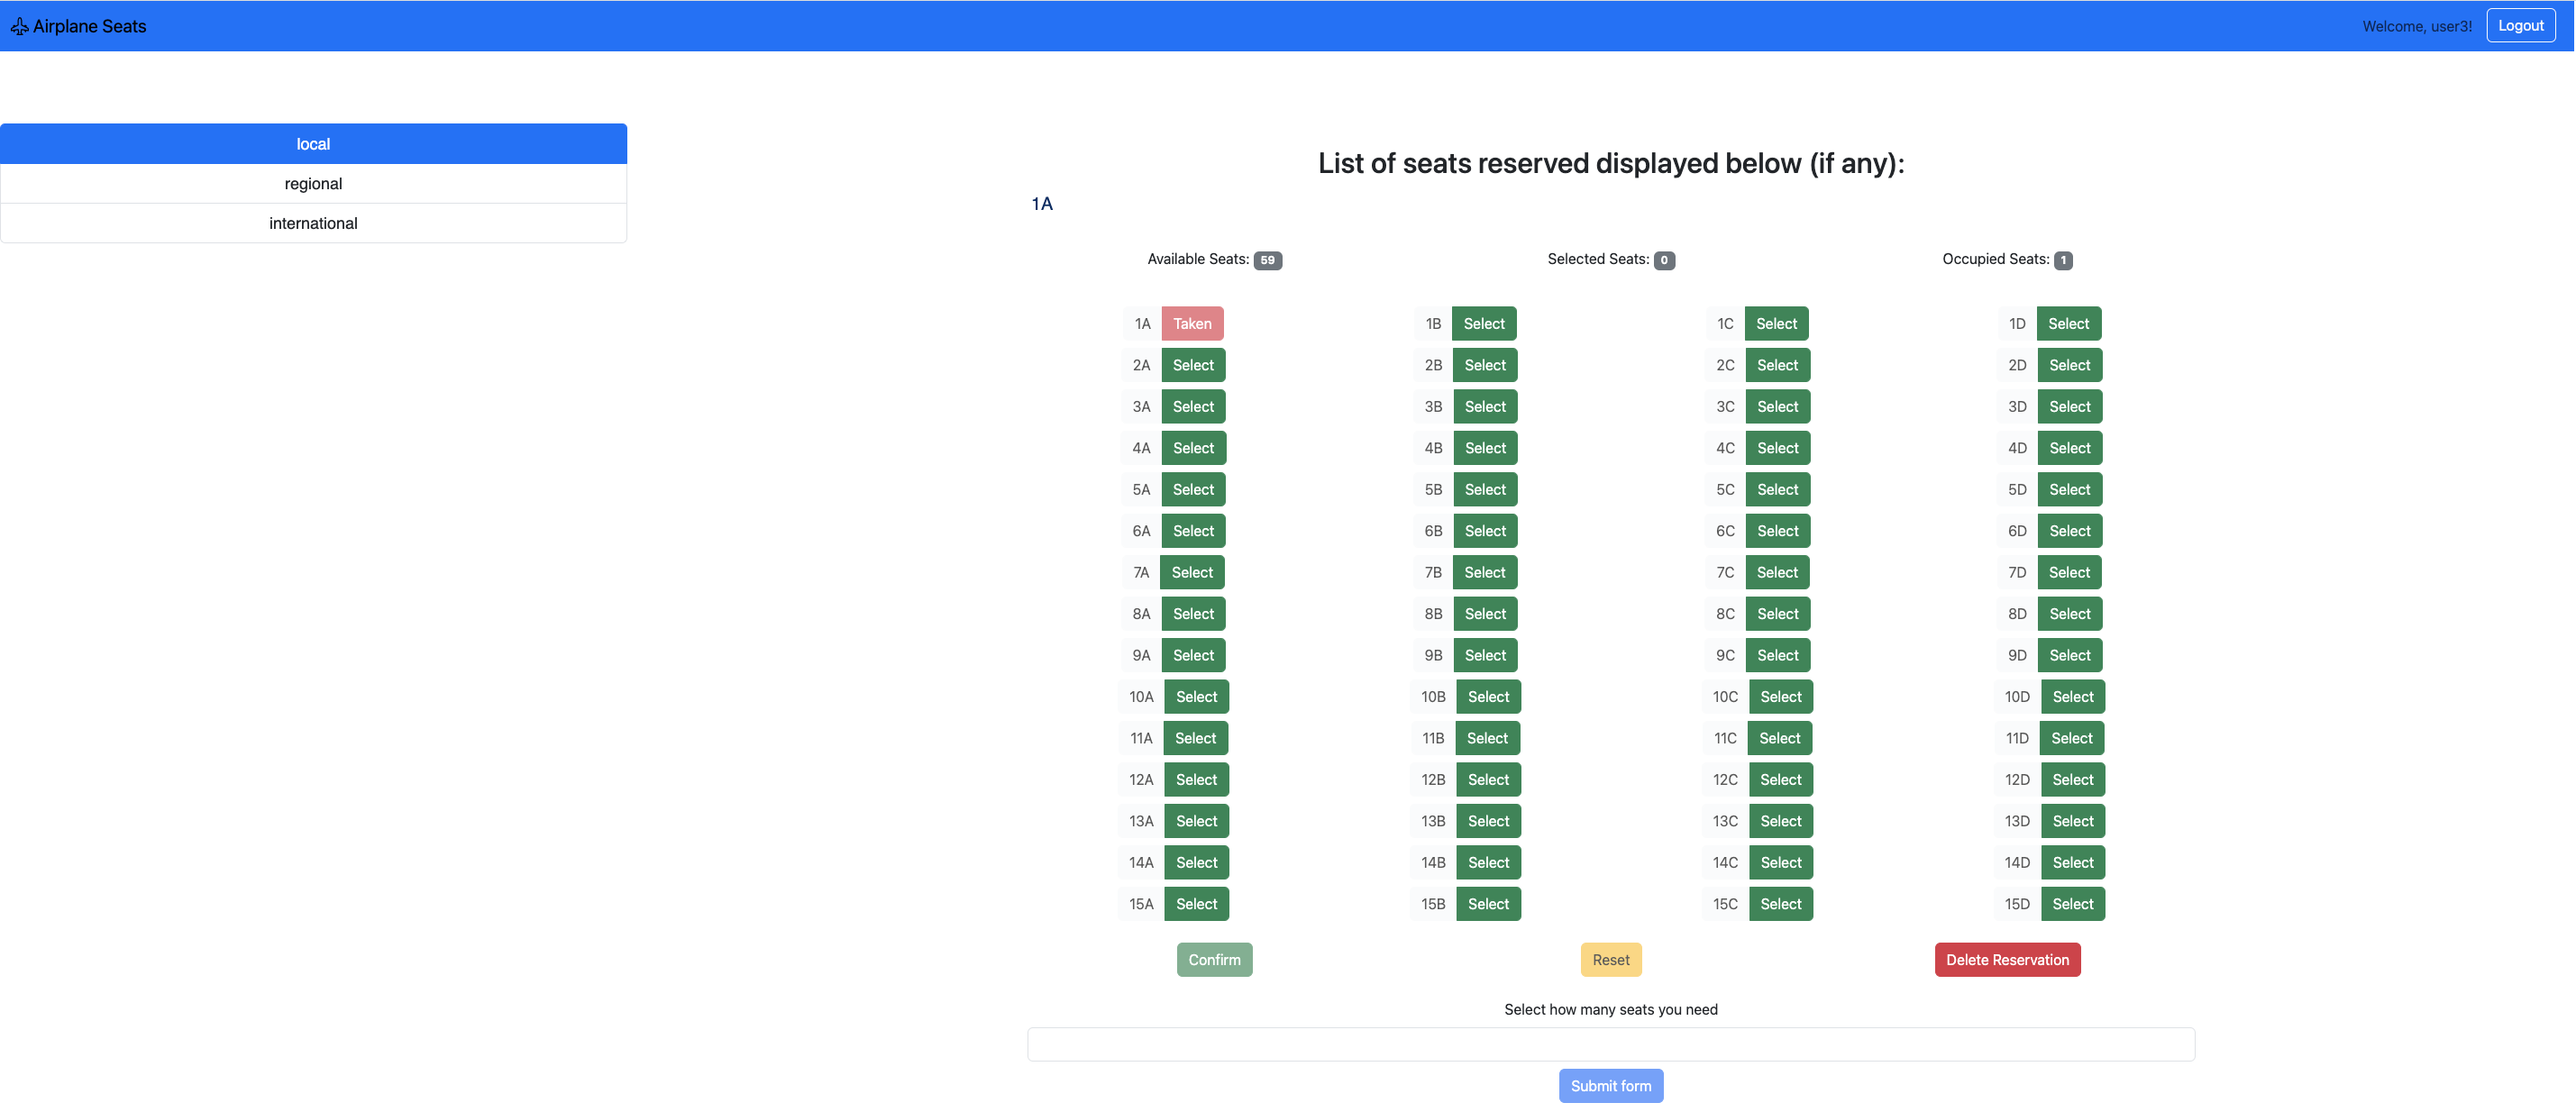 Airplane Seats Welcome, user3! Logout
local
regional
international
List of seats reserved displayed below (if any):
1A
Available Seats: 59 Selected Seats: 0 Occupied Seats: 1
1A Taken 1B Select 1C Select 1D Select
2A Select 2B Select 2C Select 2D Select
3A Select 3B Select 3C Select 3D Select
4A Select 4B Select 4C Select 4D Select
5A Select 5B Select 5C Select 5D Select
6A Select 6B Select 6C Select 6D Select
7A Select 7B Select 7C Select 7D Select
8A Select 8B Select 8C Select 8D Select
9A Select 9B Select 9C Select 9D Select
10A Select 10B Select 10C Select 10D Select
11A Select 11B Select 11C Select 11D Select
12A Select 12B Select 12C Select 12D Select
13A Select 13B Select 13C Select 13D Select
14A Select 14B Select 14C Select 14D Select
15A Select 15B Select 15C Select 15D Select
Confirm Reset Delete Reservation
Select how many seats you need
Submit form